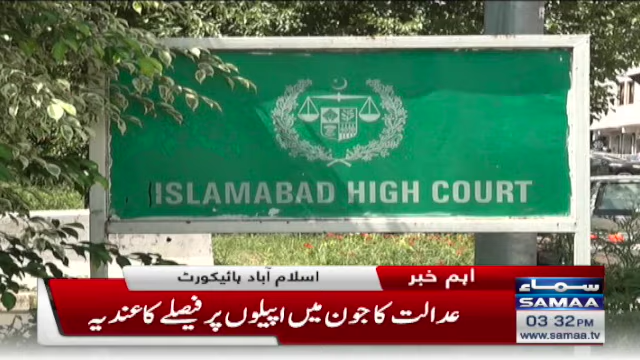 ISLAMABAD HIGH COURT
اہم خبر
اسلام آباد ہائیکورٹ
عدالت کا جون میں اپیلوں پر فیصلے کا عندیہ
سماء
SAMAA
03:32 PM
www.samaa.tv